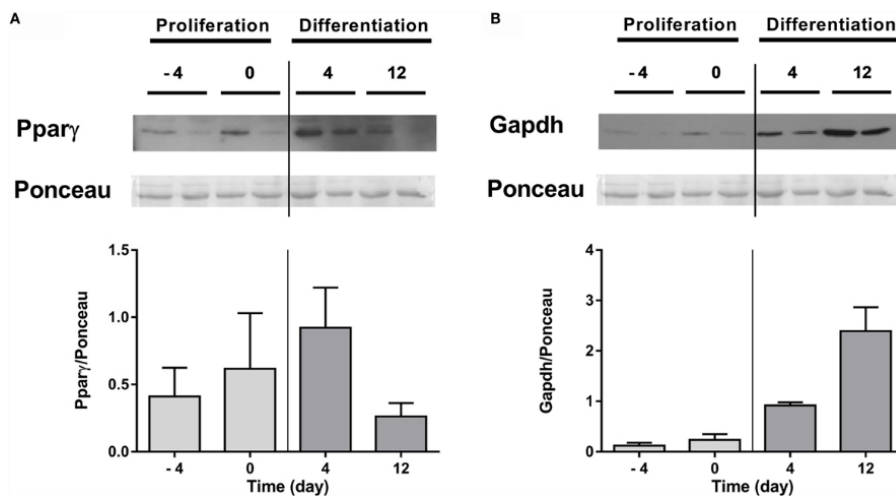 A
Proliferation Differentiation
- 4 0 4 12
Pparγ
Ponceau
Pparγ/Ponceau
1.5
1.0
0.5
0.0
- 4 0 4 12
Time (day)
B
Proliferation Differentiation
- 4 0 4 12
Gapdh
Ponceau
Gapdh/Ponceau
4
3
2
1
0
- 4 0 4 12
Time (day)